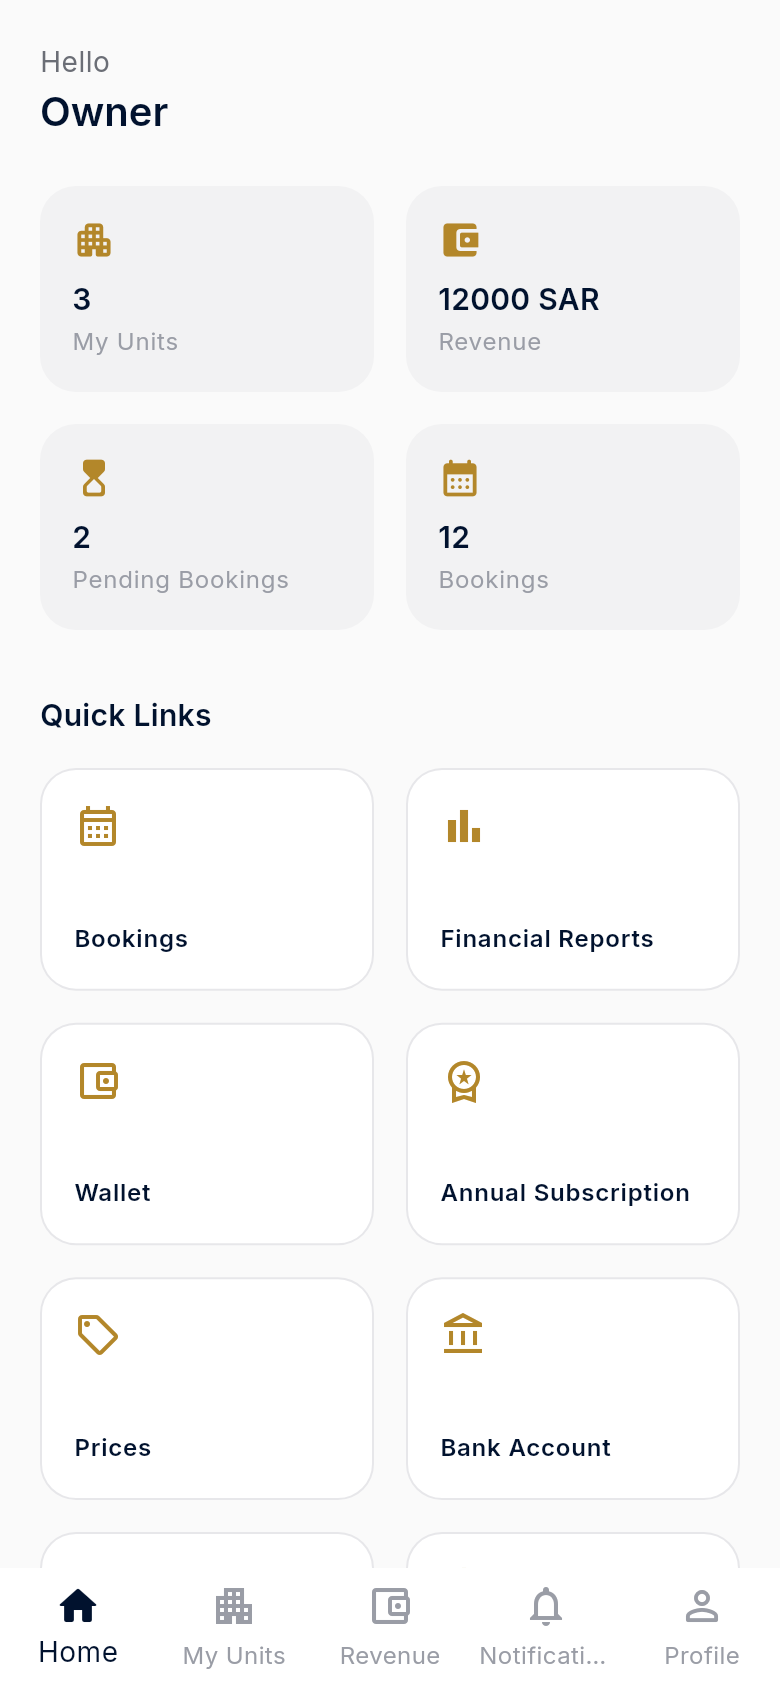 Hello
Owner
3
My Units
12000 SAR
Revenue
2
Pending Bookings
12
Bookings
Quick Links
Bookings
Financial Reports
Wallet
Annual Subscription
Prices
Bank Account
Home
My Units
Revenue
Notificati...
Profile